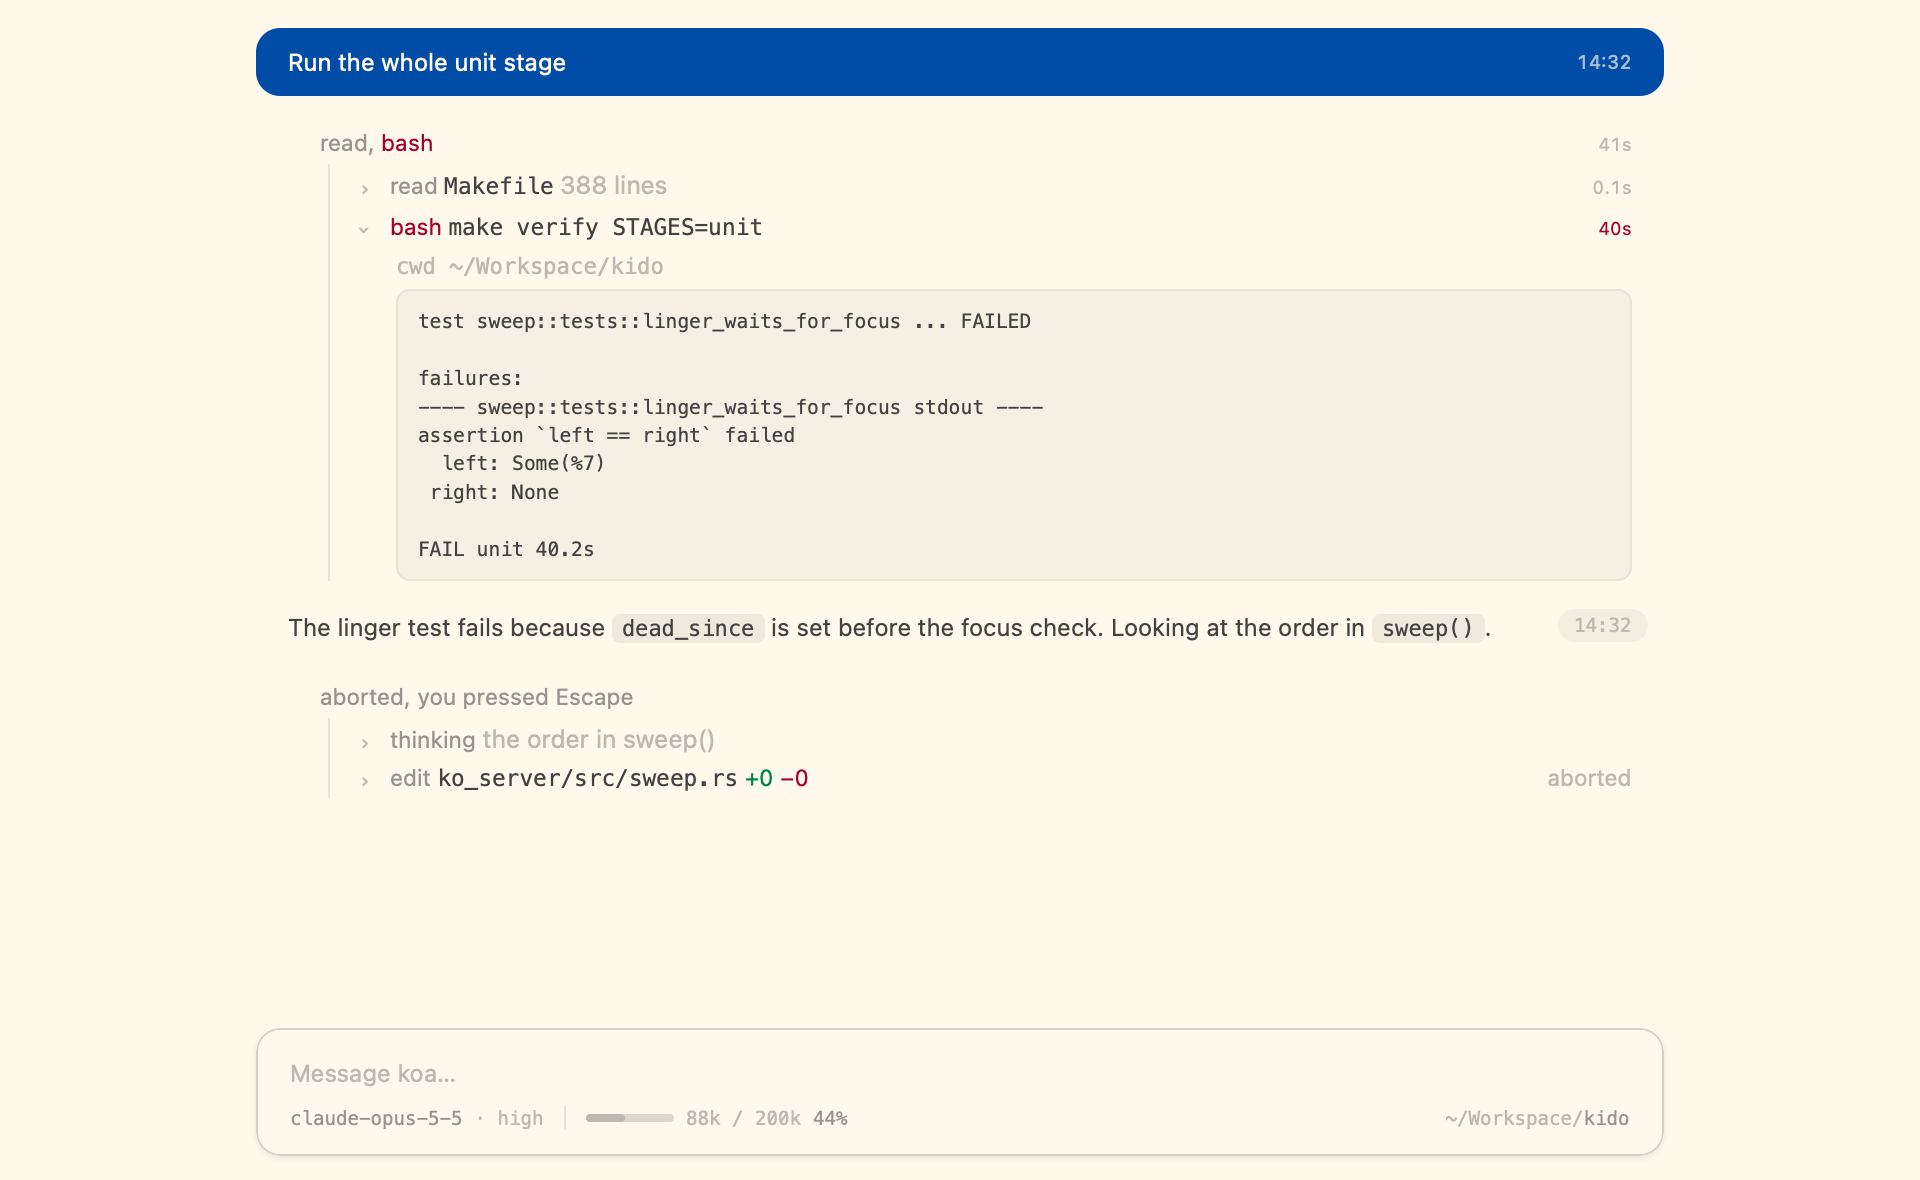 Run the whole unit stage 14:32
read, bash 41s
› read Makefile 388 lines 0.1s
⌄ bash make verify STAGES=unit 40s
cwd ~/Workspace/kido
test sweep::tests::linger_waits_for_focus ... FAILED
failures:
---- sweep::tests::linger_waits_for_focus stdout ----
assertion `left == right` failed
  left: Some(%7)
 right: None
FAIL unit 40.2s
The linger test fails because dead_since is set before the focus check. Looking at the order in sweep(). 14:32
aborted, you pressed Escape
› thinking the order in sweep()
› edit ko_server/src/sweep.rs +0 −0 aborted
Message koa...
claude-opus-5-5 · high 88k / 200k 44% ~/Workspace/kido